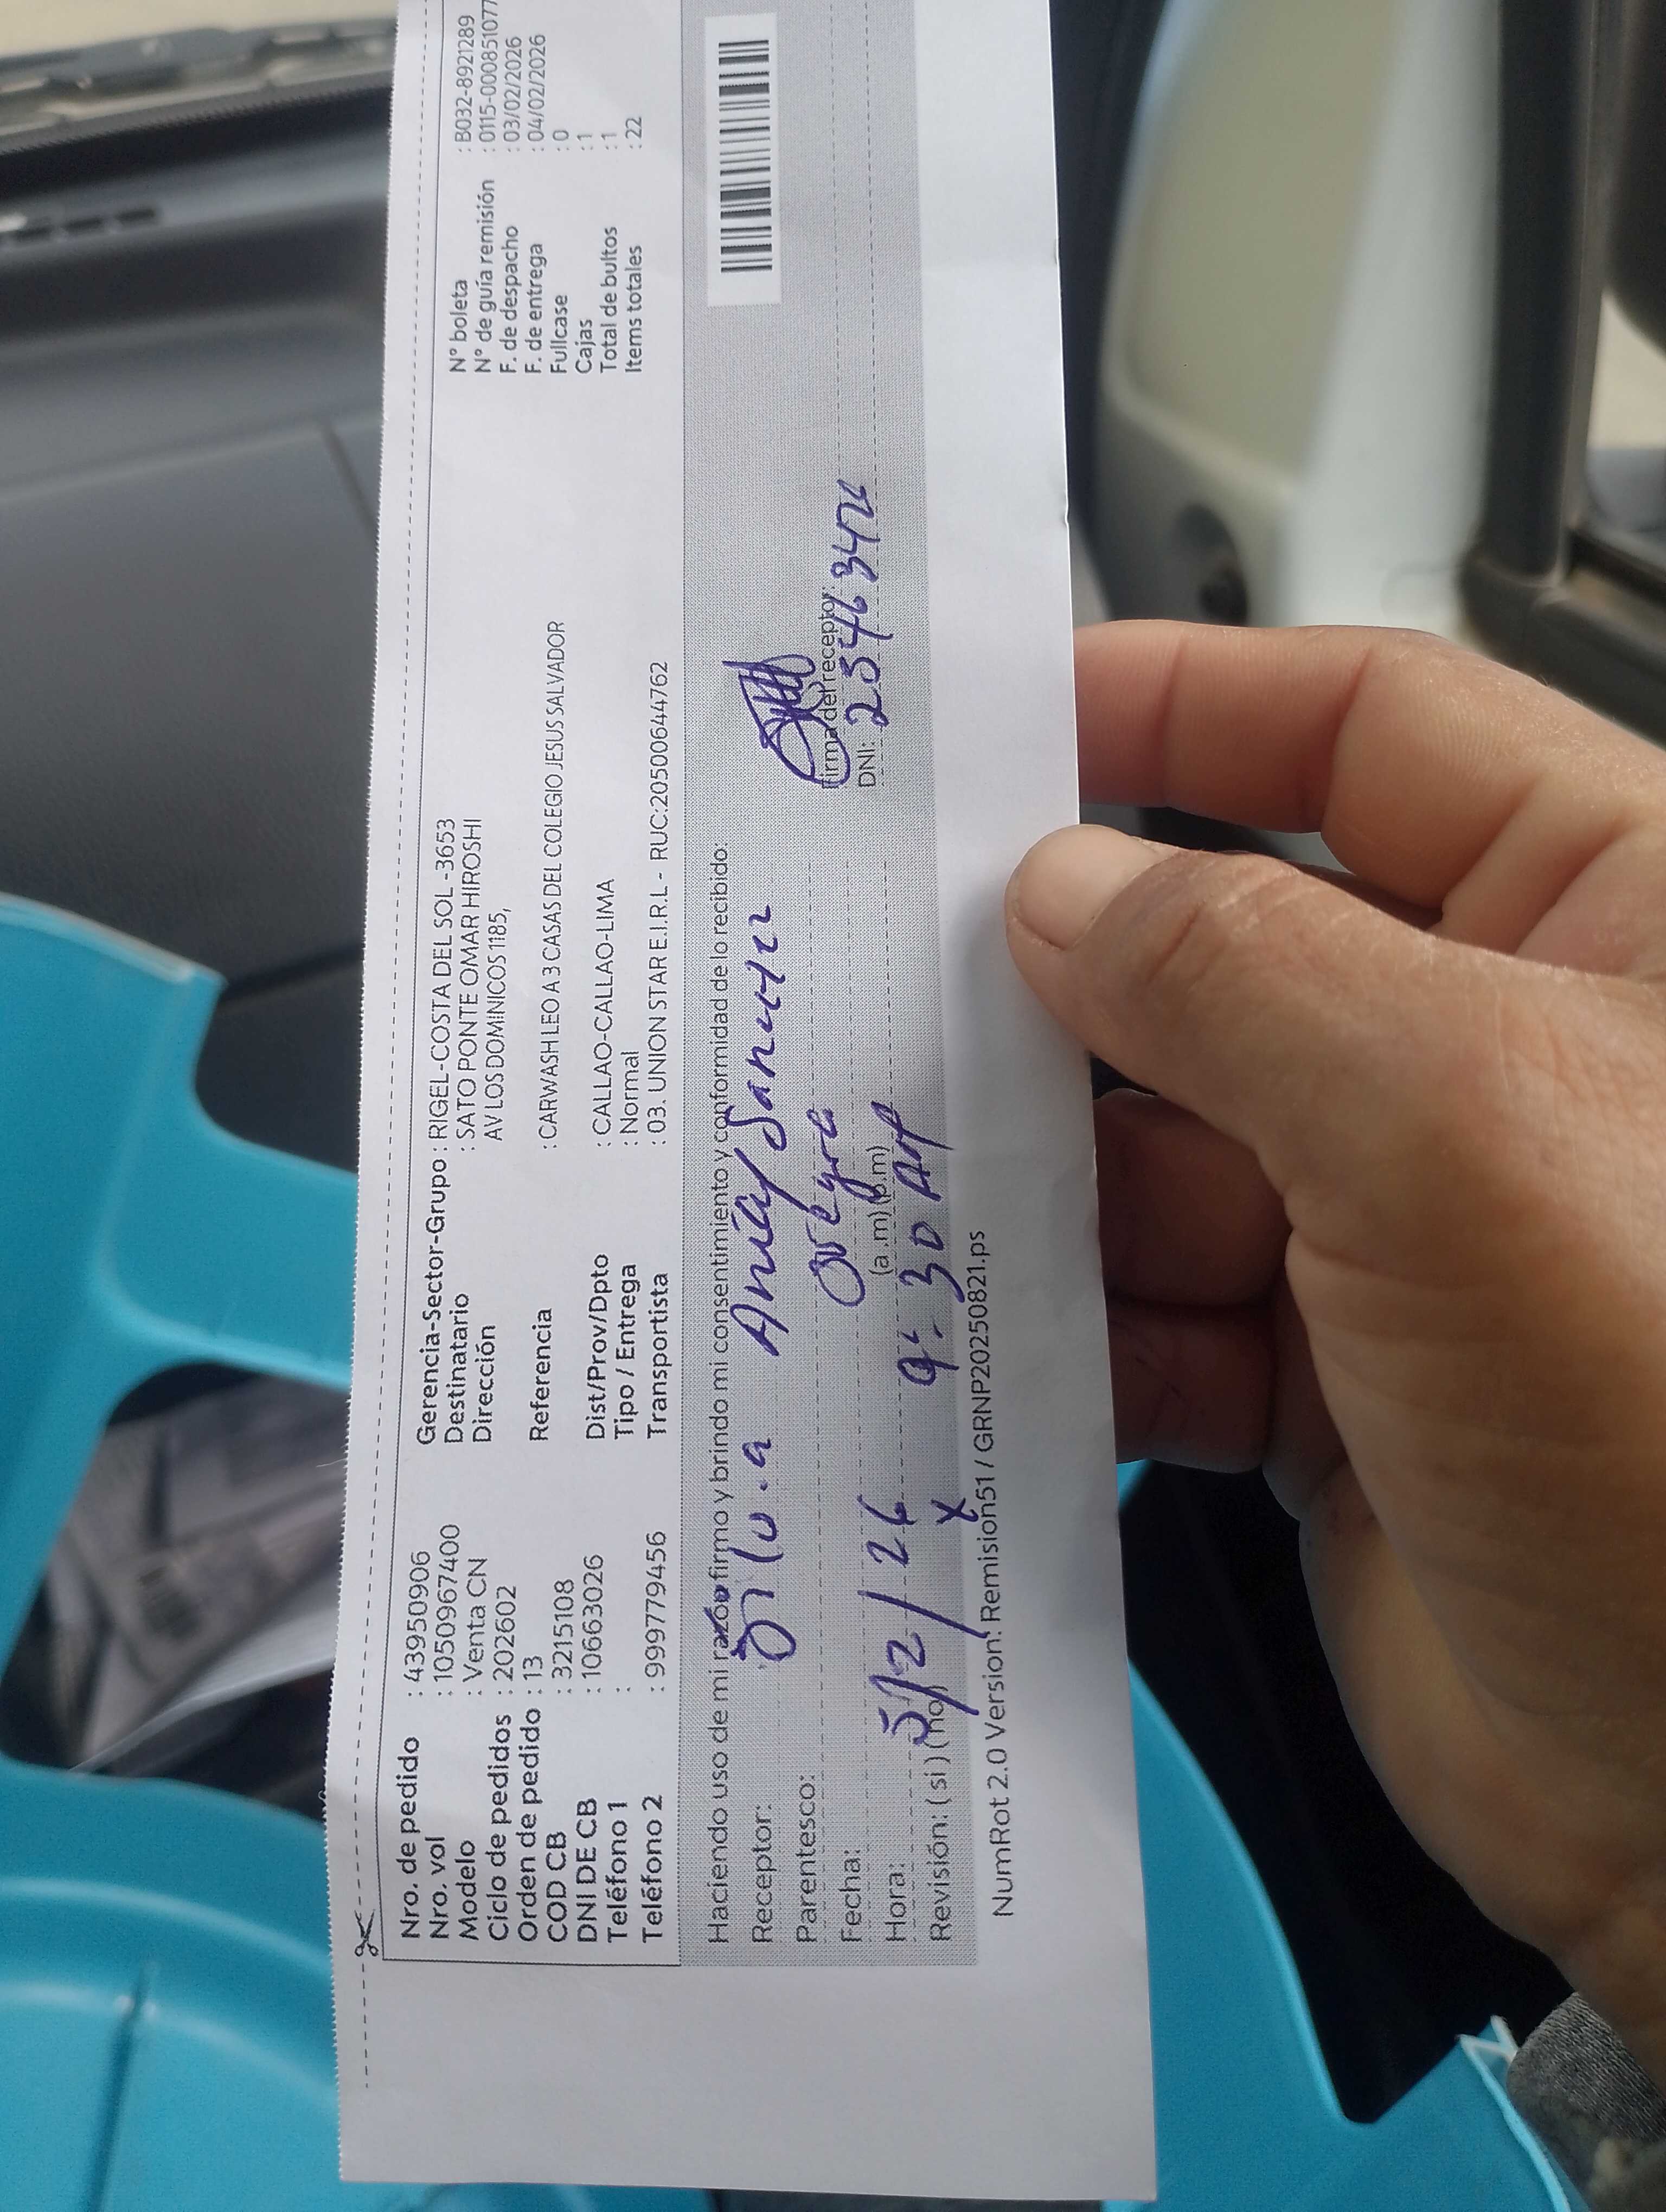 Nro. de pedido : 43950906
Nro. vol : 10509674​00
Modelo : Venta CN
Ciclo de pedidos : 202602
Orden de pedido : 13
COD CB : 3215108
DNI DE CB : 10663026
Teléfono 1 :
Teléfono 2 : 999779456
Gerencia-Sector-Grupo : RIGEL-COSTA DEL SOL -3653
Destinatario : SATO PONTE OMAR HIROSHI
Dirección AV LOS DOMINICOS 1185,
Referencia : CARWASH LEO A 3 CASAS DEL COLEGIO JESUS SALVADOR
Dist/Prov/Dpto : CALLAO-CALLAO-LIMA
Tipo / Entrega : Normal
Transportista : 03. UNION STAR E.I.R.L - RUC:20500644762
N° boleta : B032-8921289
N° de guía remisión : 0115-00085107
F. de despacho : 03/02/2026
F. de entrega : 04/02/2026
Fullcase : 0
Cajas : 1
Total de bultos : 1
Items totales : 22
Haciendo uso de mi razón firmo y brindo mi consentimiento y conformidad de lo recibido
Receptor:
Parentesco:
Fecha: 5/2/26
(a.m) (p.m)
Hora: 9:30 AM
Revisión: (si) (no) X
Firma del receptor:
DNI:
NumRot 2.0 Version: Remision51 / GRNP20250821.ps